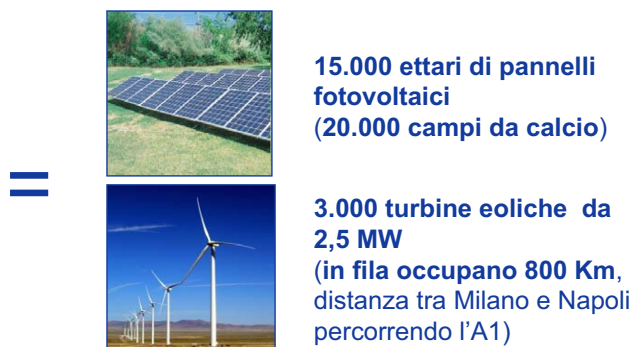 =
15.000 ettari di pannelli
fotovoltaici
(20.000 campi da calcio)
3.000 turbine eoliche da
2,5 MW
(in fila occupano 800 Km,
distanza tra Milano e Napoli
percorrendo l'A1)